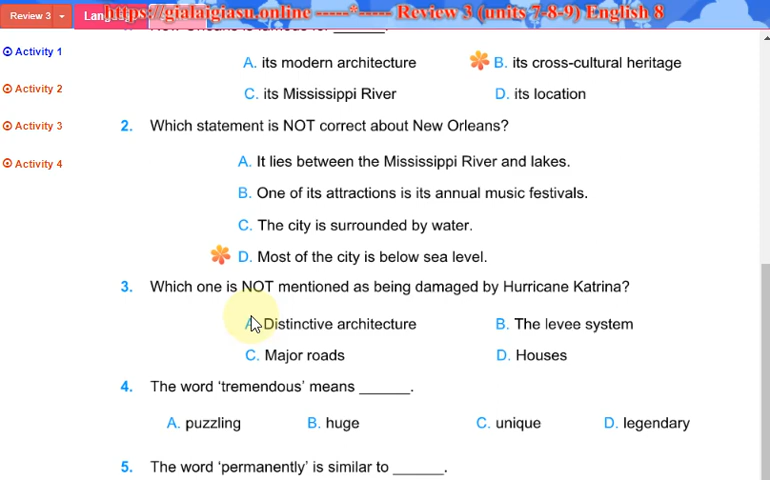 Review 3 Lan https://gialaigiasu.online -----*----- Review 3 (units 7-8-9) English 8
Activity 1
Activity 2
Activity 3
Activity 4
A. its modern architecture B. its cross-cultural heritage
C. its Mississippi River D. its location
2. Which statement is NOT correct about New Orleans?
A. It lies between the Mississippi River and lakes.
B. One of its attractions is its annual music festivals.
C. The city is surrounded by water.
D. Most of the city is below sea level.
3. Which one is NOT mentioned as being damaged by Hurricane Katrina?
A. Distinctive architecture B. The levee system
C. Major roads D. Houses
4. The word ‘tremendous’ means ______.
A. puzzling B. huge C. unique D. legendary
5. The word ‘permanently’ is similar to ______.